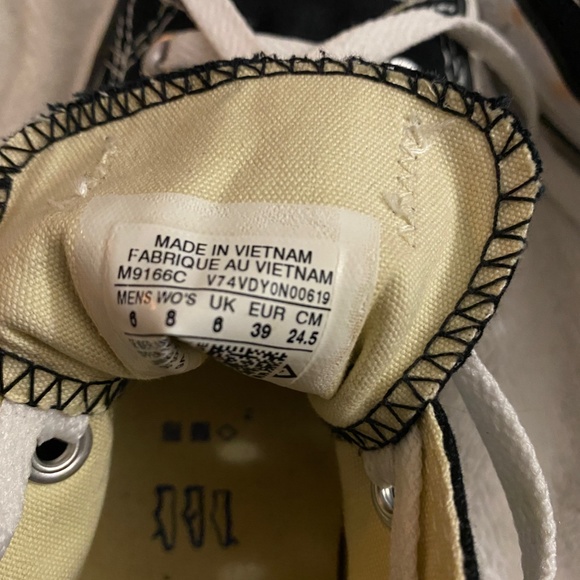 MADE IN VIETNAM
FABRIQUE AU VIETNAM
M9166C V74VDY0N00619
MENS WO'S UK EUR CM
6 8 6 39 24.5